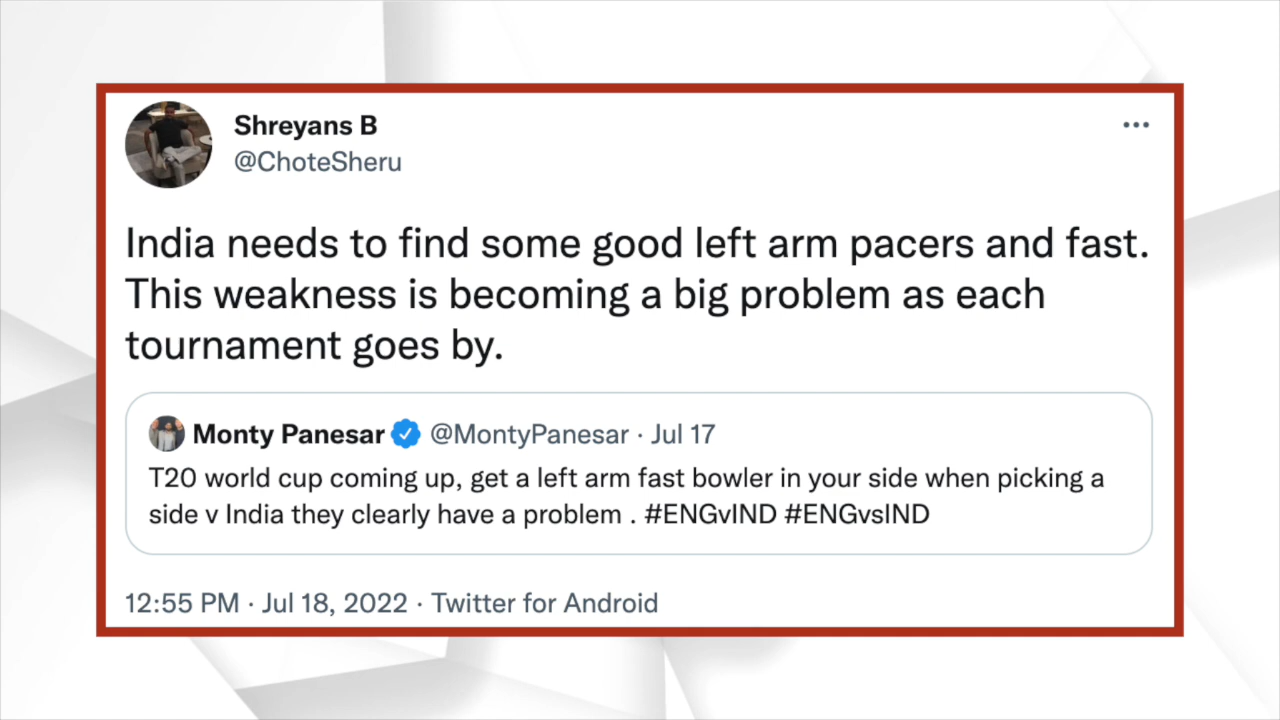 Shreyans B
@ChoteSheru
India needs to find some good left arm pacers and fast.
This weakness is becoming a big problem as each
tournament goes by.
Monty Panesar @MontyPanesar · Jul 17
T20 world cup coming up, get a left arm fast bowler in your side when picking a
side v India they clearly have a problem . #ENGvIND #ENGvsIND
12:55 PM · Jul 18, 2022 · Twitter for Android